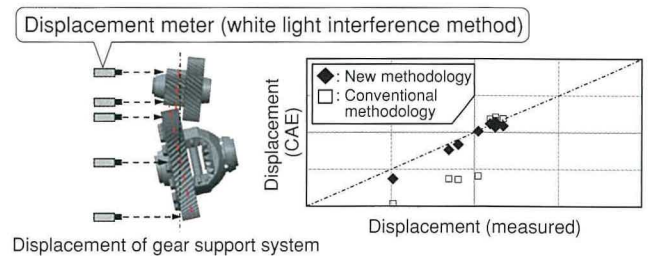 Displacement meter (white light interference method)
◆: New methodology
□: Conventional
methodology
Displacement
(CAE)
Displacement (measured)
Displacement of gear support system